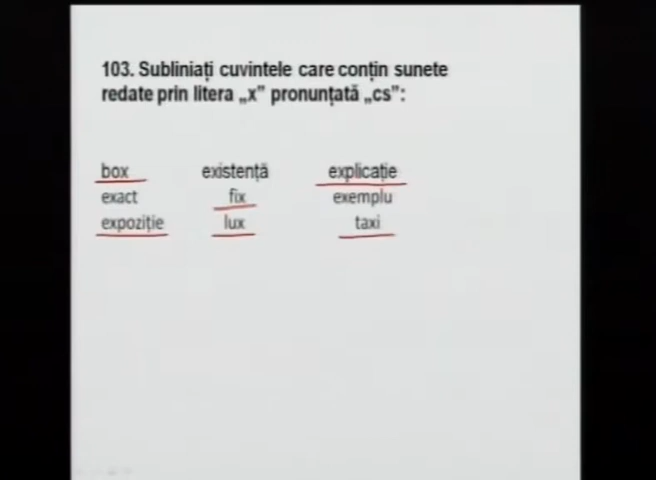 103. Subliniați cuvintele care conțin sunete
redate prin litera „x” pronunțată „cs”:
box existență explicație
exact fix exemplu
expoziție lux taxi